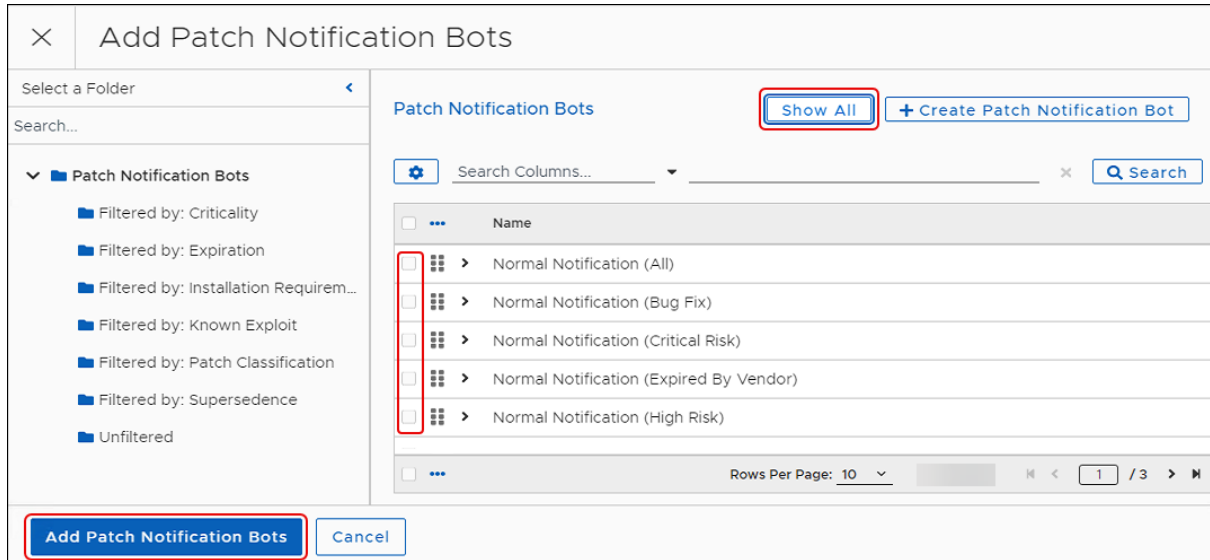 Add Patch Notification Bots
Select a Folder
Search...
Patch Notification Bots
Filtered by: Criticality
Filtered by: Expiration
Filtered by: Installation Requirem...
Filtered by: Known Exploit
Filtered by: Patch Classification
Filtered by: Supersedence
Unfiltered
Patch Notification Bots
Show All
+ Create Patch Notification Bot
Search Columns...
Search
Name
Normal Notification (All)
Normal Notification (Bug Fix)
Normal Notification (Critical Risk)
Normal Notification (Expired By Vendor)
Normal Notification (High Risk)
Rows Per Page: 10
1 / 3
Add Patch Notification Bots
Cancel